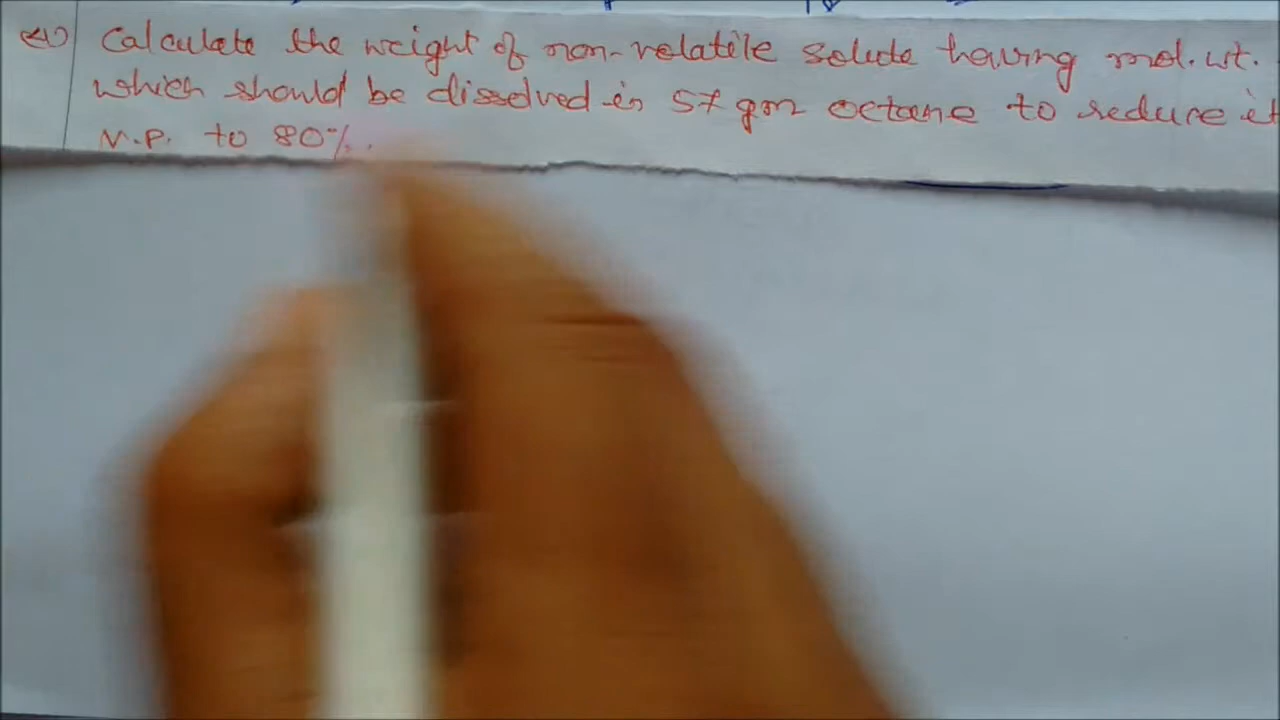 Calculate the weight of non-volatile solute having mol. wt.
which should be dissolved in 57 gm octane to reduce it
V.P. to 80%.